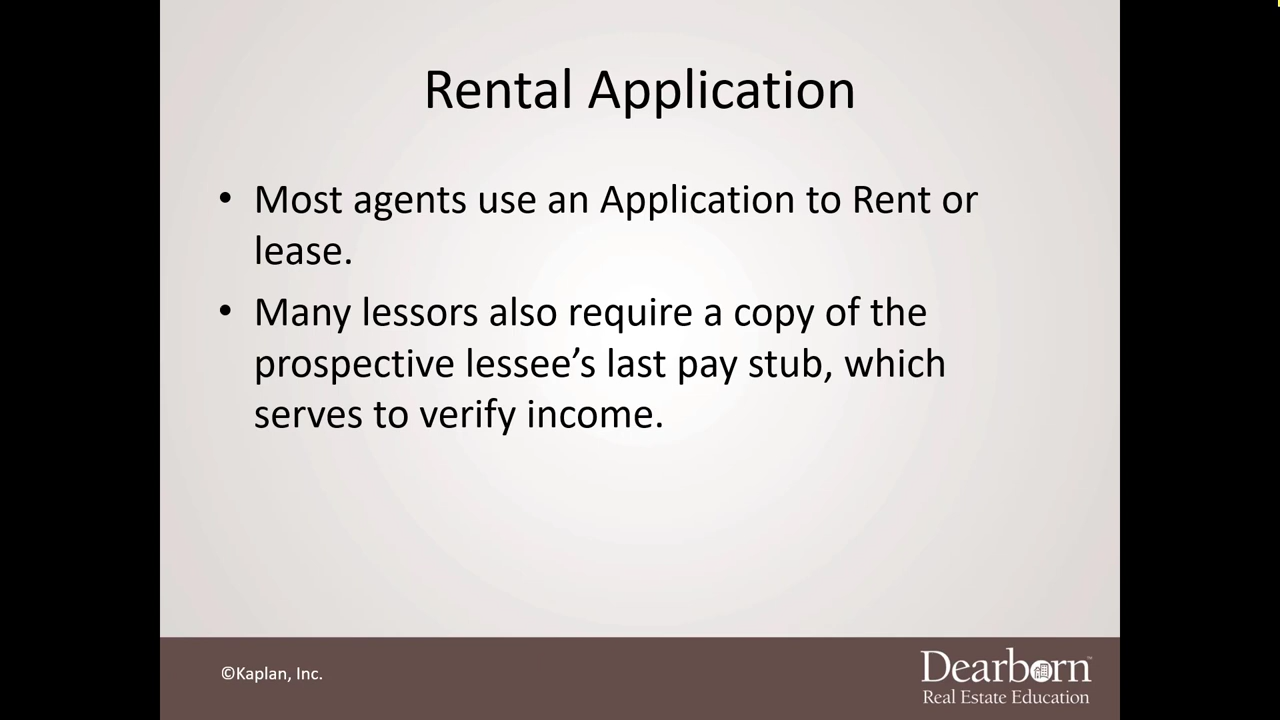 Rental Application
• Most agents use an Application to Rent or
lease.
• Many lessors also require a copy of the
prospective lessee’s last pay stub, which
serves to verify income.
©Kaplan, Inc.
Dearborn™
Real Estate Education